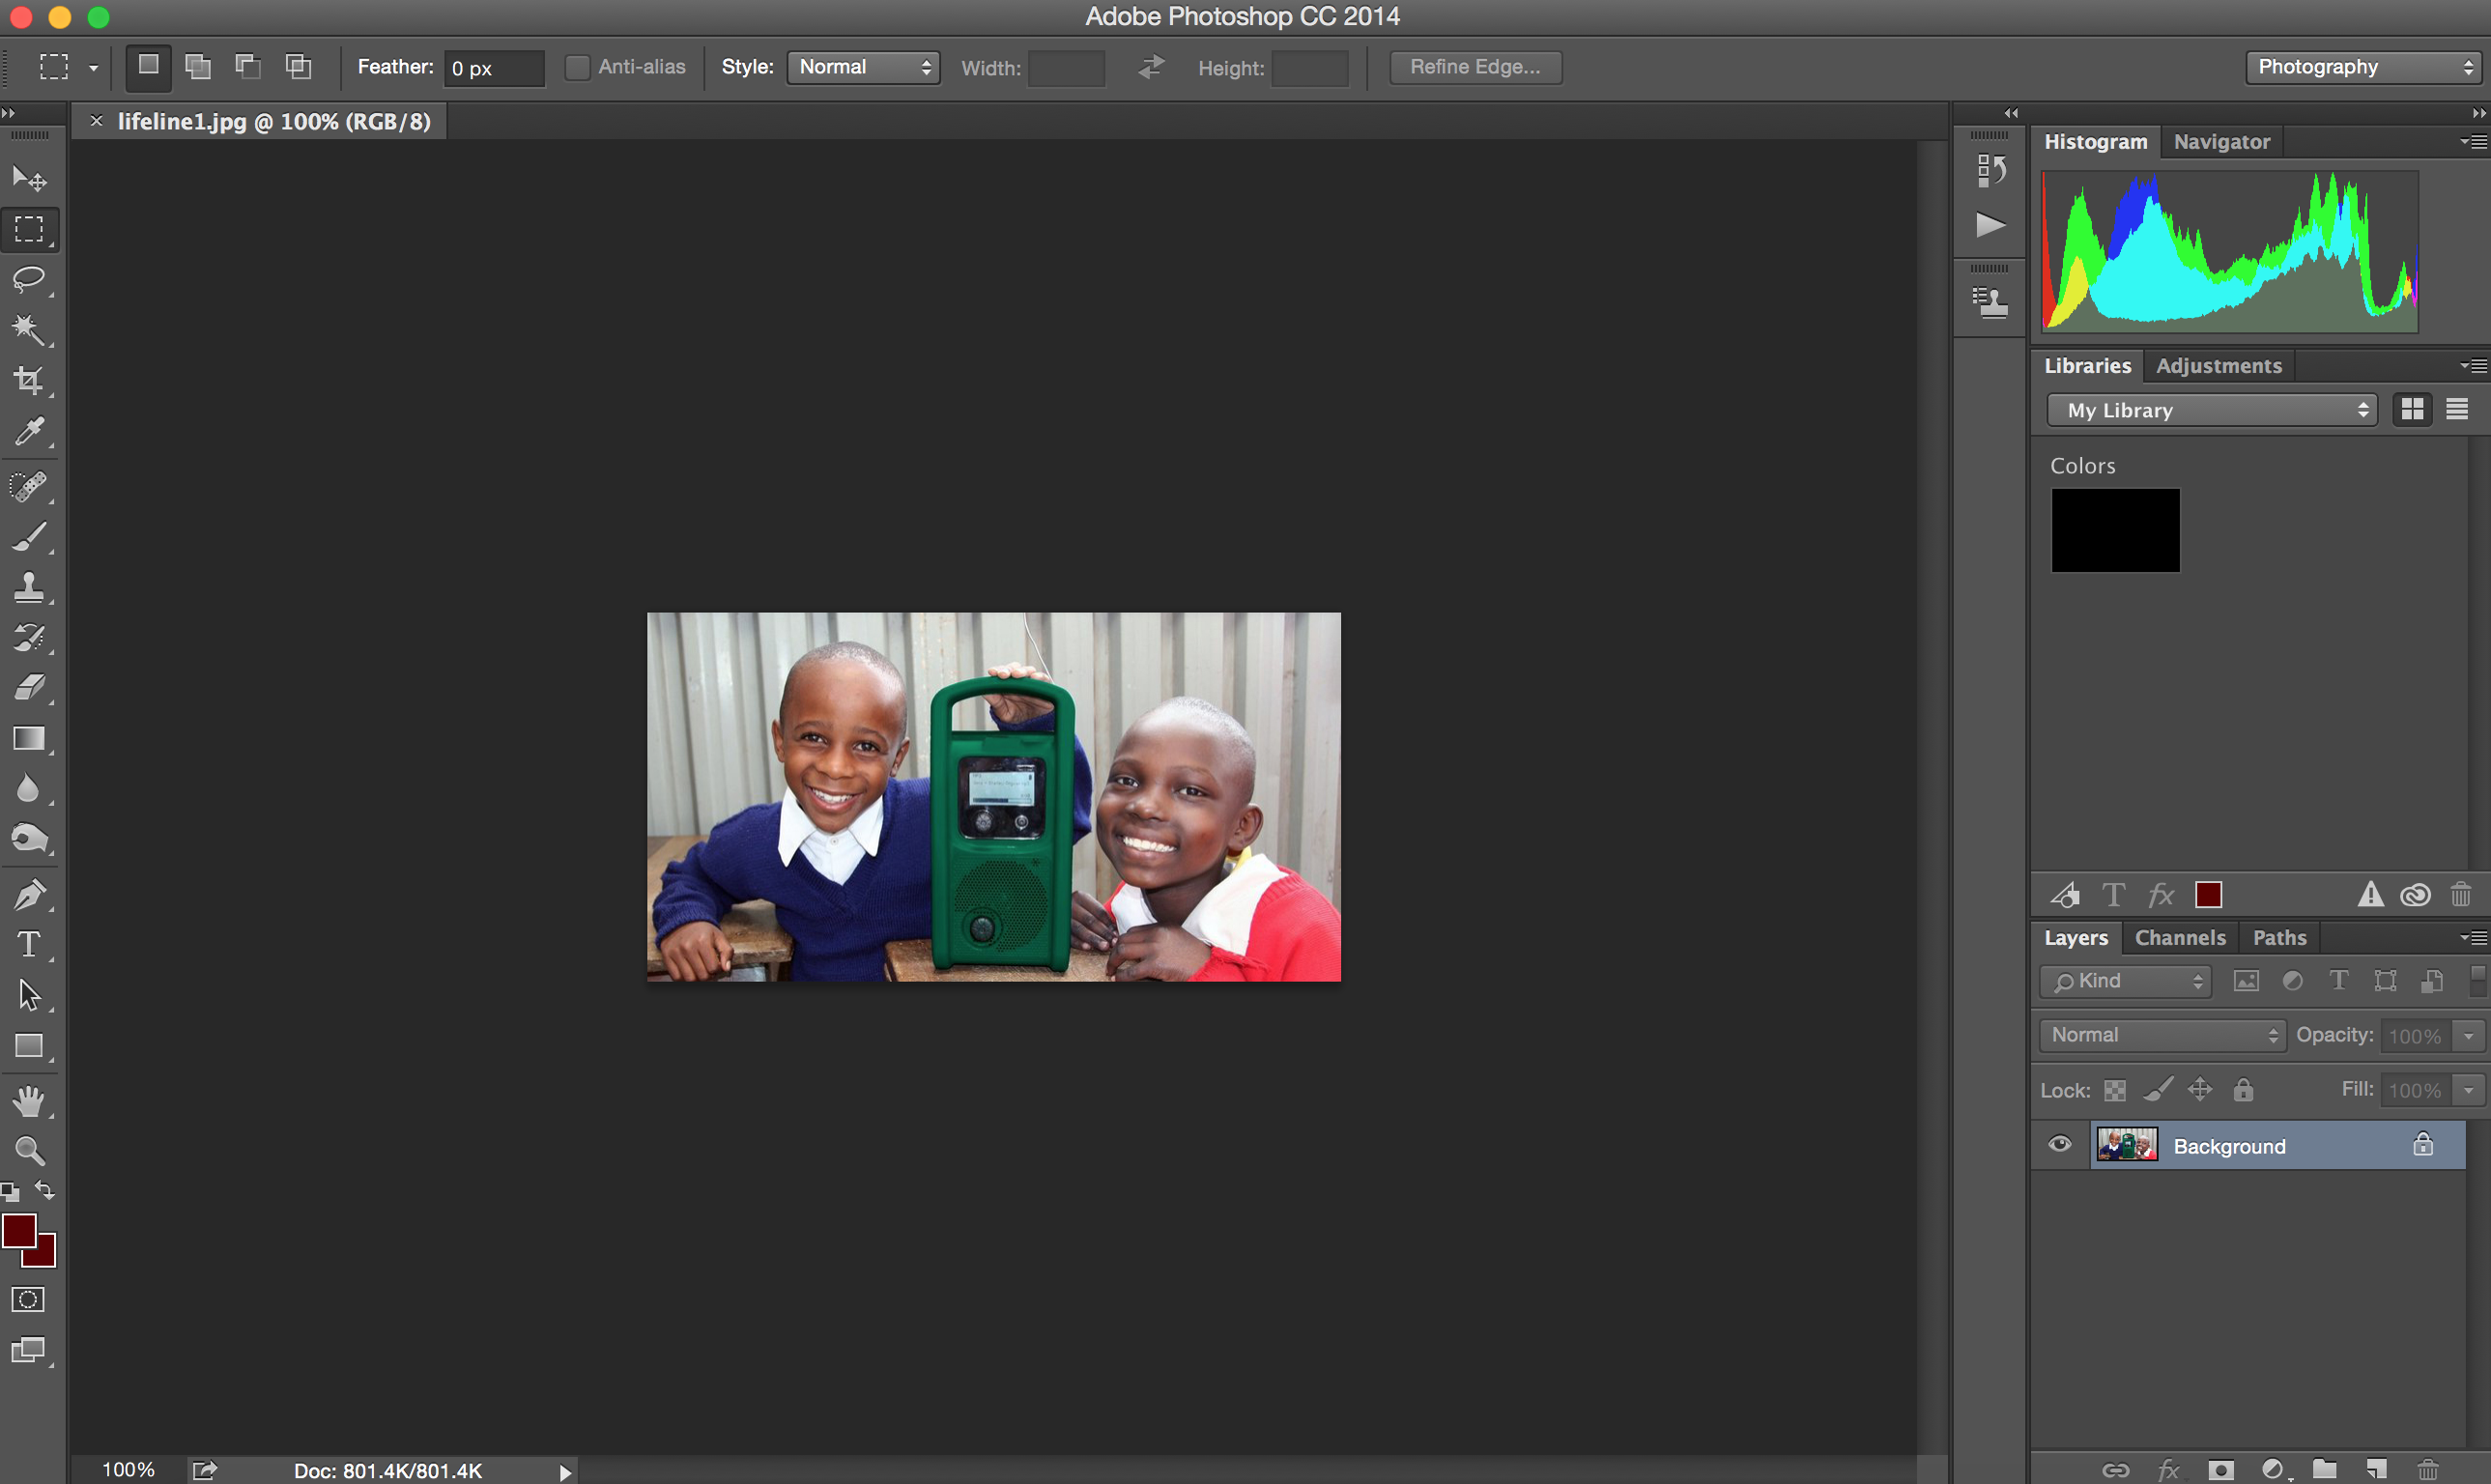 Adobe Photoshop CC 2014
Feather: 0 px Anti-alias Style: Normal Width: Height: Refine Edge... Photography
× lifeline1.jpg @ 100% (RGB/8)
Histogram Navigator
Libraries Adjustments
My Library
Colors
Layers Channels Paths
Kind
Normal Opacity: 100%
Lock: Fill: 100%
Background
100% Doc: 801.4K/801.4K